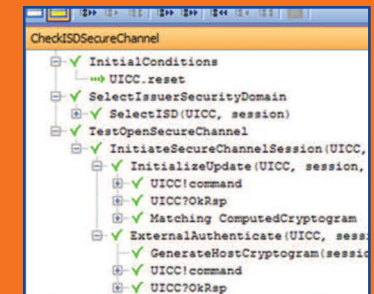 CheckISDSecureChannel
InitialConditions
UICC.reset
SelectIssuerSecurityDomain
SelectISD(UICC, session)
TestOpenSecureChannel
InitiateSecureChannelSession(UICC,
InitializeUpdate(UICC, session,
UICC!command
UICC?OkRsp
Matching ComputedCryptogram
ExternalAuthenticate(UICC, sess
GenerateHostCryptogram(sessio
UICC!command
UICC?OkRsp